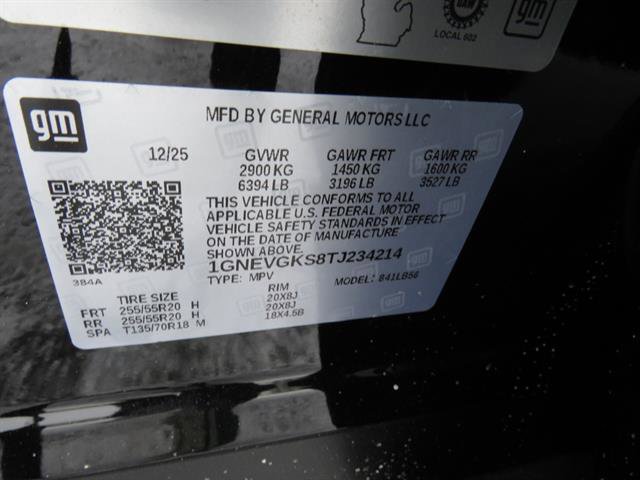 UAW
LOCAL 602
gm
MFD BY GENERAL MOTORS LLC
12/25 GVWR GAWR FRT GAWR RR
2900 KG 1450 KG 1600 KG
6394 LB 3196 LB 3527 LB
THIS VEHICLE CONFORMS TO ALL
APPLICABLE U.S. FEDERAL MOTOR
VEHICLE SAFETY STANDARDS IN EFFECT
ON THE DATE OF MANUFACTURE
SHOWN ABOVE.
1GNEVGKS8TJ234214
3B4A TYPE: MPV MODEL: 841LB56
TIRE SIZE RIM
FRT 255/55R20 H 20X8J
RR 255/55R20 H 20X8J
SPA T135/70R18 M 18X4.5B